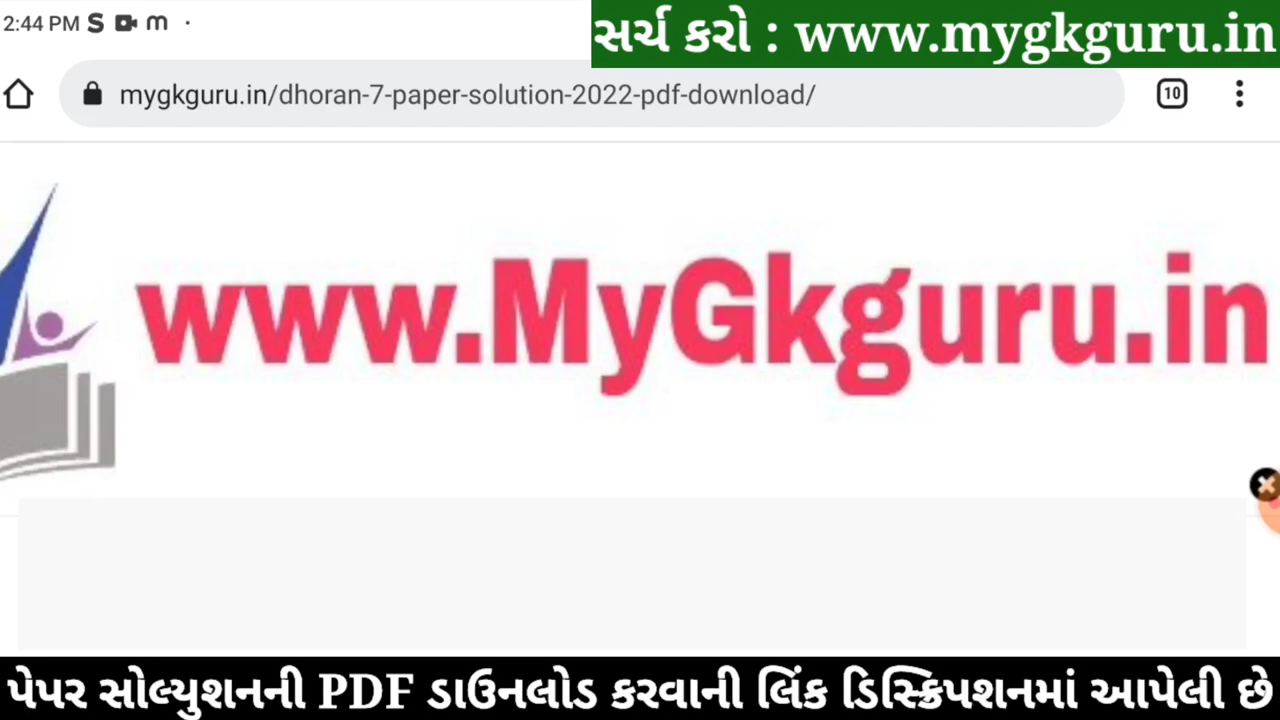 2:44 PM S m
સર્ચ કરો : www.mygkguru.in
mygkguru.in/dhoran-7-paper-solution-2022-pdf-download/
10
www.MyGkguru.in
પેપર સોલ્યુશનની PDF ડાઉનલોડ કરવાની લિંક ડિસ્ક્રિપશનમાં આપેલી છે